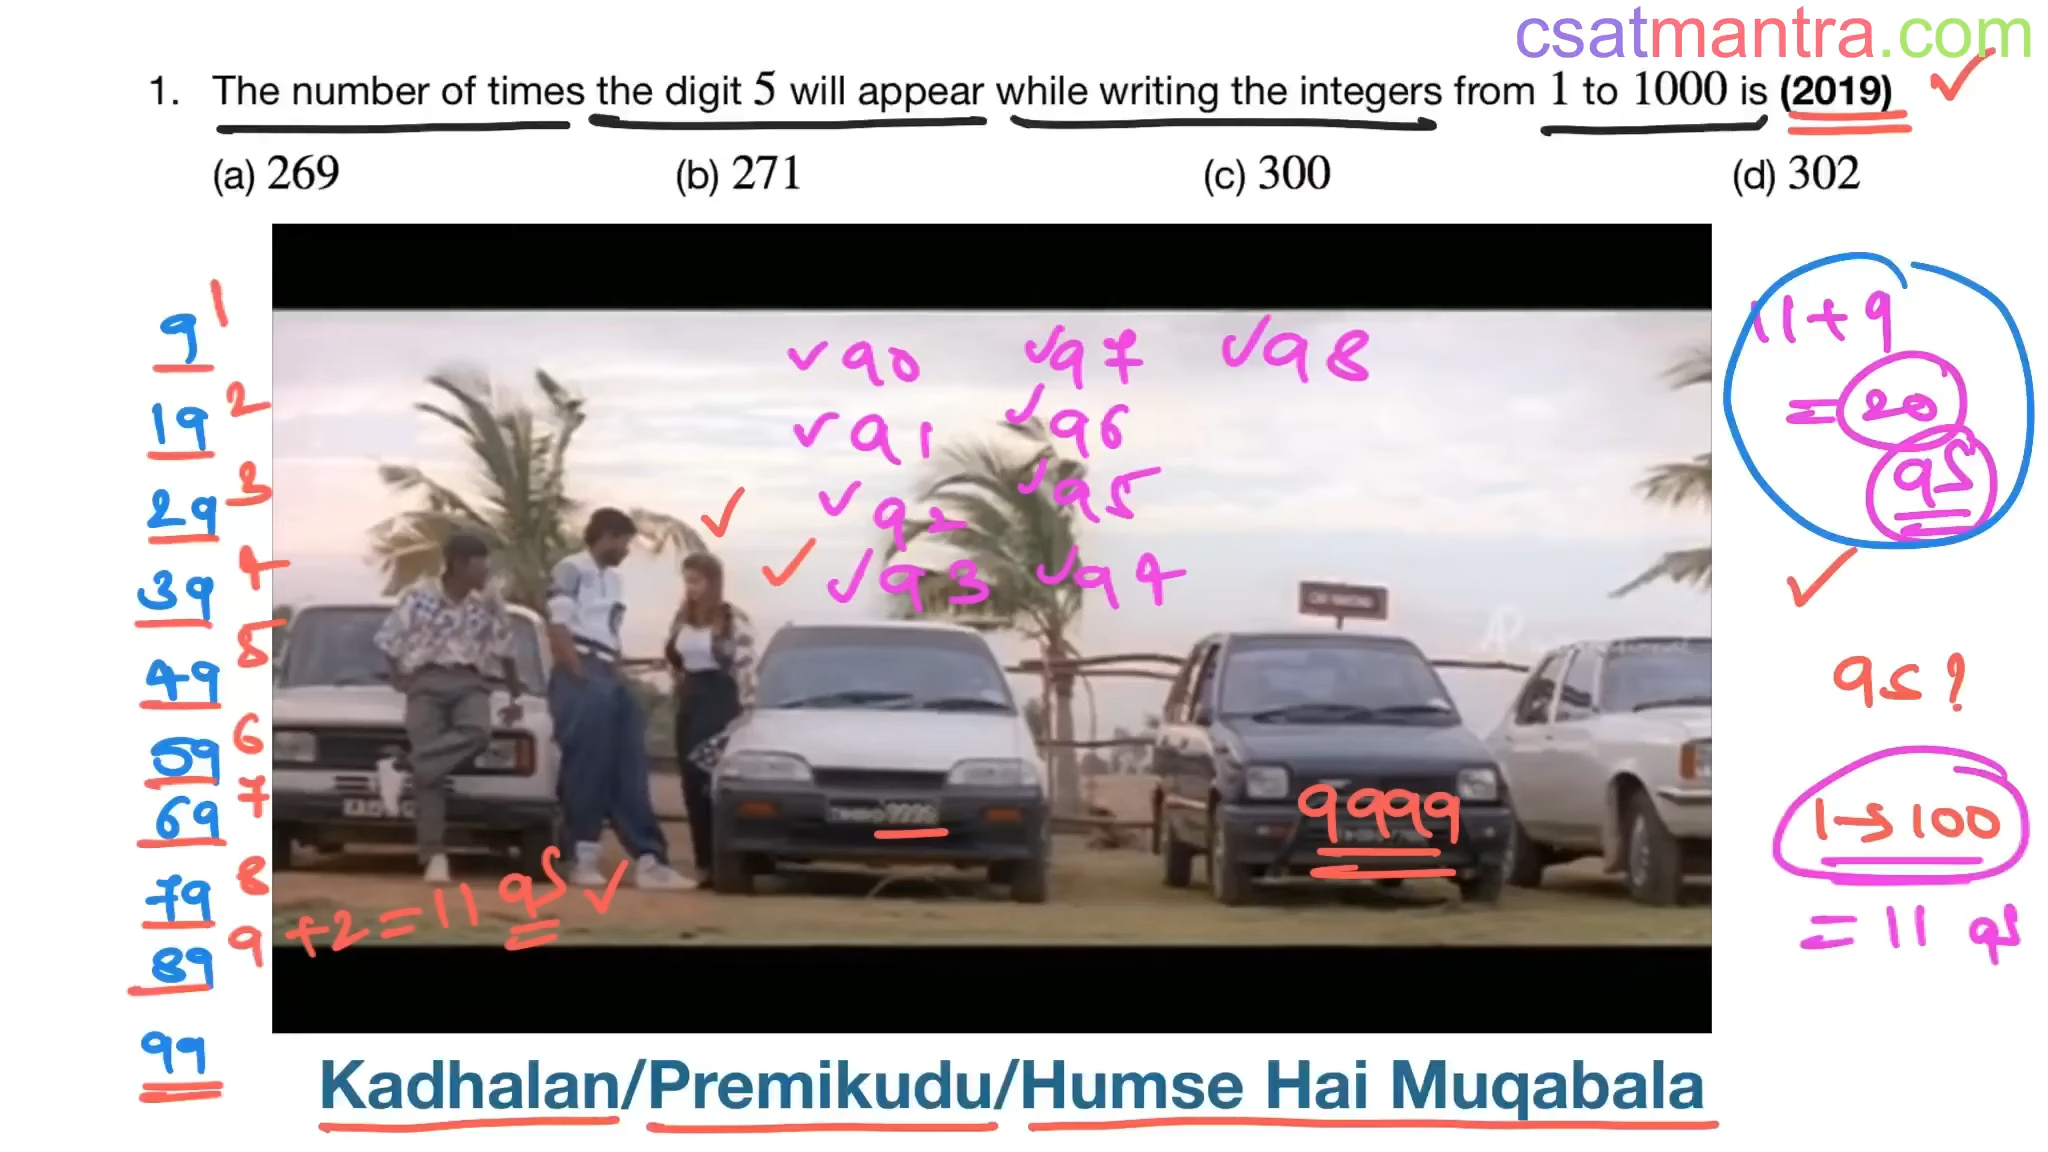 csatmantra.com
1. The number of times the digit 5 will appear while writing the integers from 1 to 1000 is (2019)
(a) 269 (b) 271 (c) 300 (d) 302
9 1
19 2
29 3
39 4
49 5
59 6
69 7
79 8
89 9 +2 = 11 9s
99
90 97 98
91 96
92 95
93 94
9999
9999
11+9
= 20
9s
9s?
1→100
= 11 9s
Kadhalan/Premikudu/Humse Hai Muqabala